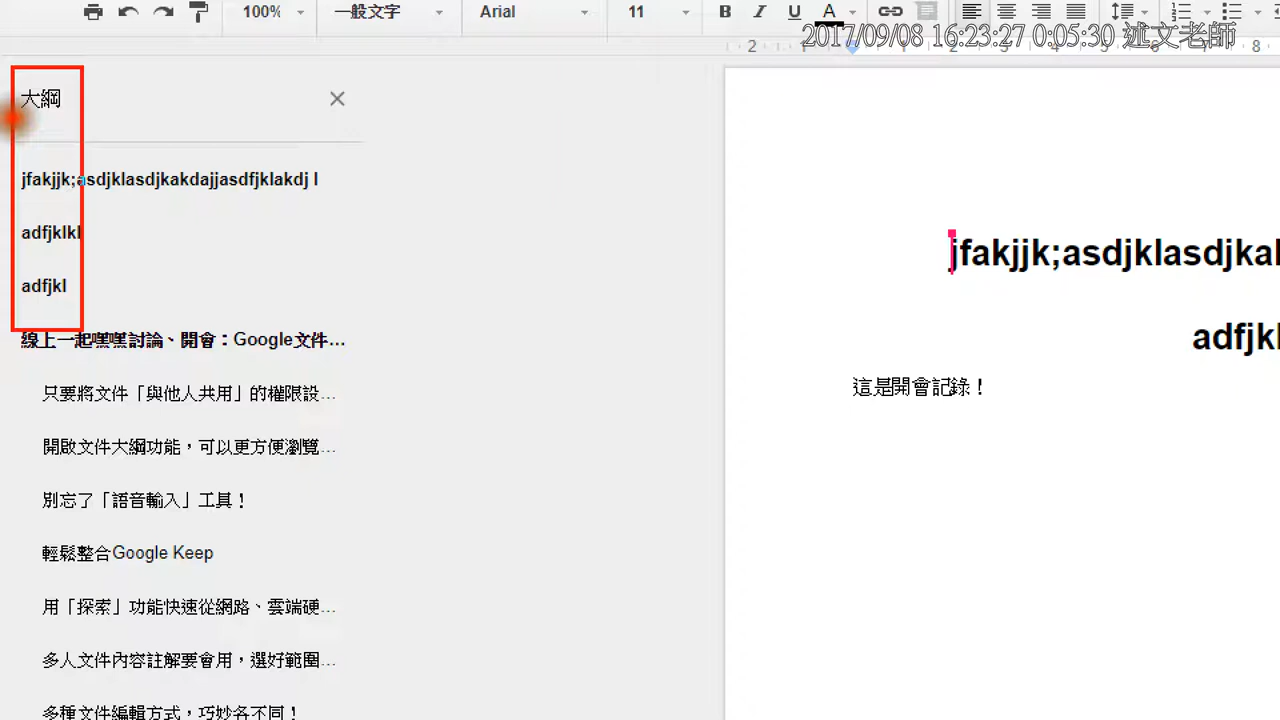 100% 一般文字 Arial 11 B I U A
2017/09/08 16:23:27 0:05:30 述文老師
2 1 1 2 8
大綱
jfakjjk;asdjklasdjkakdajjasdfjklakdj l
adfjklkl
adfjkl
線上一起嘿嘿討論、開會：Google文件…
只要將文件「與他人共用」的權限設…
開啟文件大綱功能，可以更方便瀏覽…
別忘了「語音輸入」工具！
輕鬆整合Google Keep
用「探索」功能快速從網路、雲端硬…
多人文件內容註解要會用，選好範圍…
多種文件編輯方式，巧妙各不同！
jfakjjk;asdjklasdjkal
adfjkl
這是開會記錄！